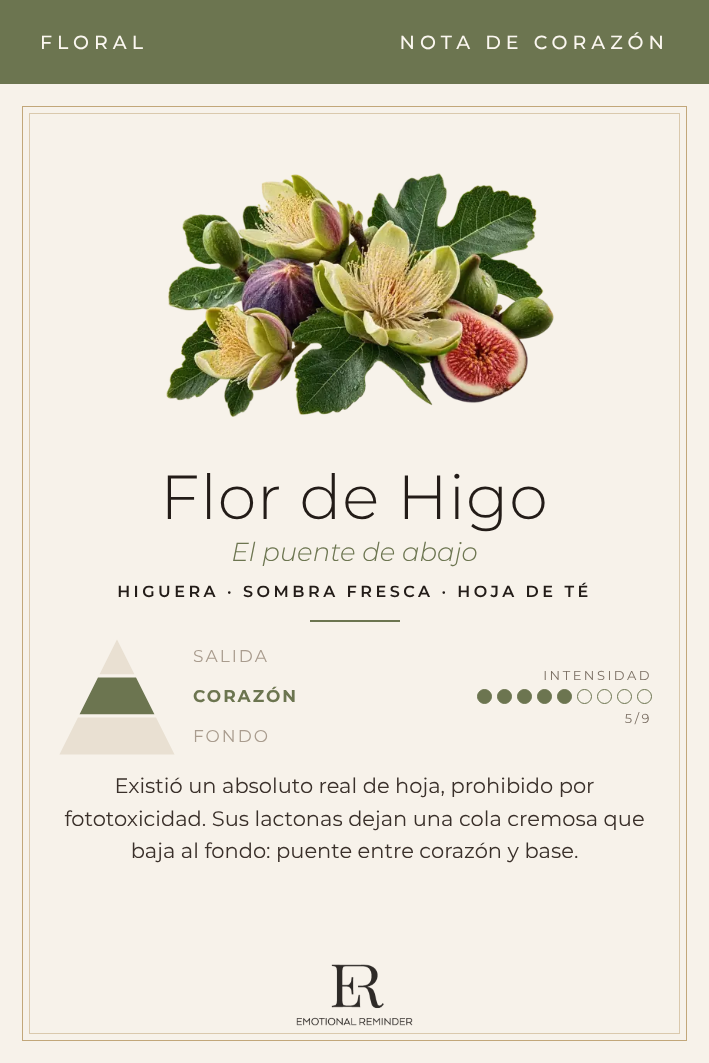 FLORAL
NOTA DE CORAZÓN
Flor de Higo
El puente de abajo
HIGUERA · SOMBRA FRESCA · HOJA DE TÉ
SALIDA
CORAZÓN
FONDO
INTENSIDAD
5/9
Existió un absoluto real de hoja, prohibido por
fototoxicidad. Sus lactonas dejan una cola cremosa que
baja al fondo: puente entre corazón y base.
ER
EMOTIONAL REMINDER